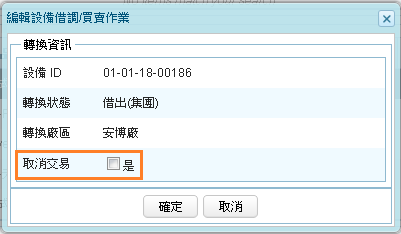 編輯設備借調/買賣作業
轉換資訊
設備 ID 01-01-18-00186
轉換狀態 借出(集團)
轉換廠區 安博廠
取消交易 是
確定 取消